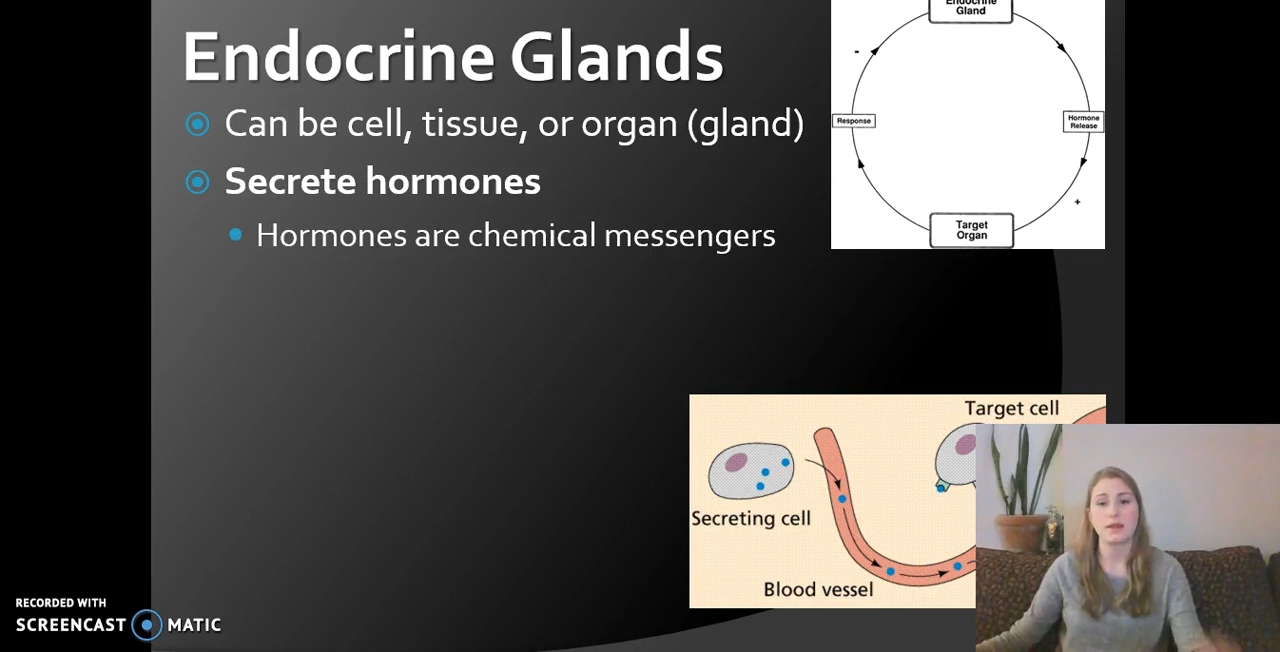 Endocrine Glands
Can be cell, tissue, or organ (gland)
Secrete hormones
Hormones are chemical messengers
Endocrine
Gland
-
Response
Hormone
Release
+
Target
Organ
Target cell
Secreting cell
Blood vessel
RECORDED WITH
SCREENCAST MATIC